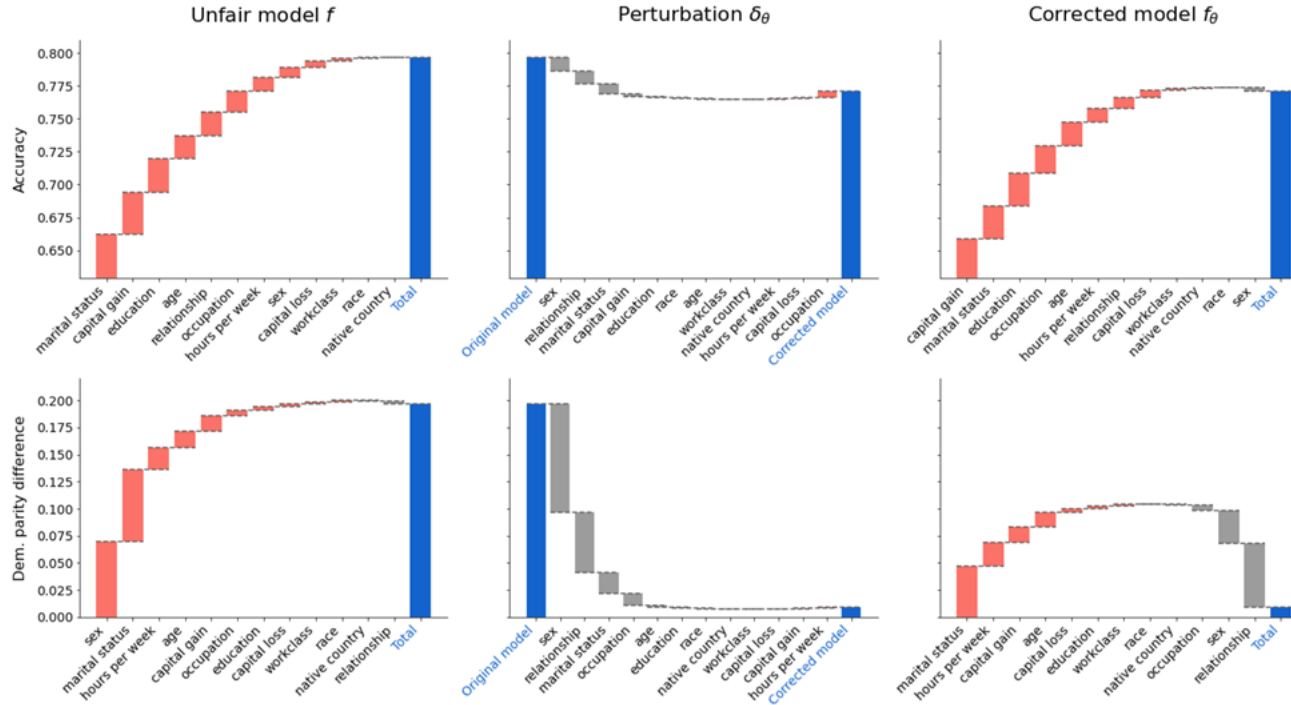 Unfair model f
Perturbation δθ
Corrected model fθ
Accuracy
0.800
0.775
0.750
0.725
0.700
0.675
0.650
marital status
capital gain
education
age
relationship
occupation
hours per week
sex
capital loss
workclass
race
native country
Total
Original model
sex
relationship
marital status
capital gain
education
race
age
workclass
native country
hours per week
capital loss
occupation
Corrected model
capital gain
marital status
education
occupation
age
hours per week
relationship
capital loss
workclass
native country
race
sex
Total
Dem. parity difference
0.200
0.175
0.150
0.125
0.100
0.075
0.050
0.025
0.000
sex
marital status
hours per week
age
capital gain
occupation
education
capital loss
workclass
race
native country
relationship
Total
Original model
sex
relationship
marital status
occupation
age
education
race
native country
workclass
capital loss
capital gain
hours per week
Corrected model
marital status
hours per week
capital gain
age
capital loss
education
workclass
race
native country
occupation
sex
relationship
Total